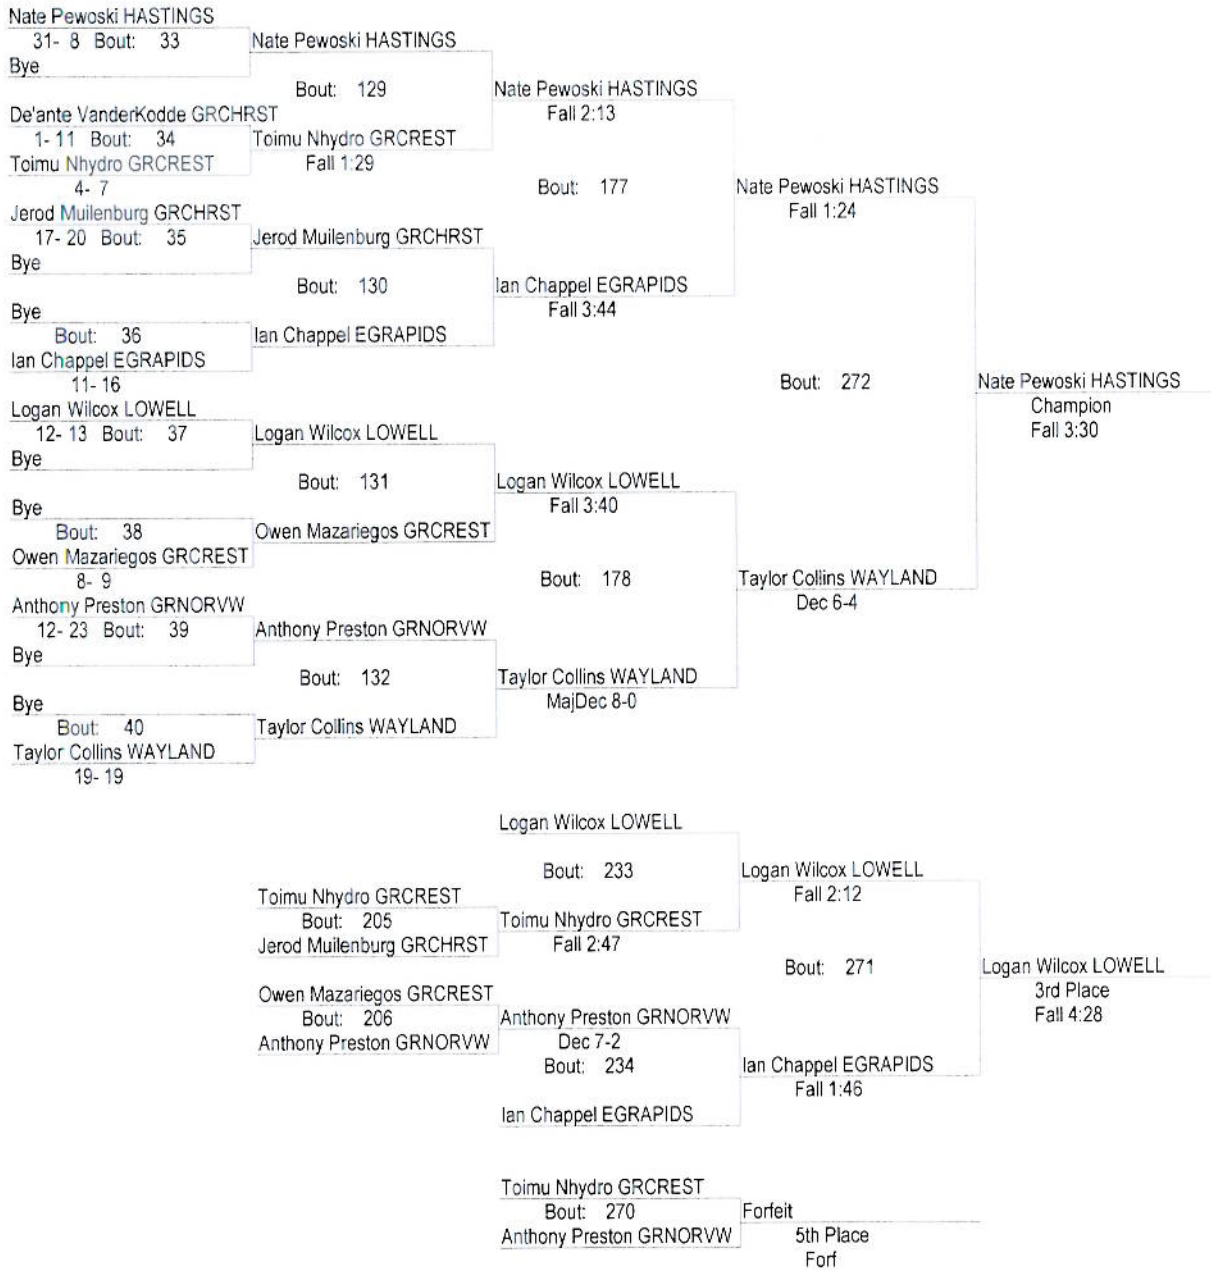 Nate Pewoski HASTINGS
31- 8 Bout: 33
Bye
Nate Pewoski HASTINGS
Bout: 129
De'ante VanderKodde GRCHRST
1- 11 Bout: 34
Toimu Nhydro GRCREST
4- 7
Toimu Nhydro GRCREST
Fall 1:29
Nate Pewoski HASTINGS
Fall 2:13
Bout: 177
Jerod Muilenburg GRCHRST
17- 20 Bout: 35
Bye
Jerod Muilenburg GRCHRST
Bout: 130
Bye
Bout: 36
Ian Chappel EGRAPIDS
11- 16
Ian Chappel EGRAPIDS
Ian Chappel EGRAPIDS
Fall 3:44
Nate Pewoski HASTINGS
Fall 1:24
Bout: 272
Nate Pewoski HASTINGS
Champion
Fall 3:30
Logan Wilcox LOWELL
12- 13 Bout: 37
Bye
Logan Wilcox LOWELL
Bout: 131
Bye
Bout: 38
Owen Mazariegos GRCREST
8- 9
Owen Mazariegos GRCREST
Logan Wilcox LOWELL
Fall 3:40
Bout: 178
Taylor Collins WAYLAND
Dec 6-4
Anthony Preston GRNORVW
12- 23 Bout: 39
Bye
Anthony Preston GRNORVW
Bout: 132
Bye
Bout: 40
Taylor Collins WAYLAND
19- 19
Taylor Collins WAYLAND
Taylor Collins WAYLAND
MajDec 8-0
Logan Wilcox LOWELL
Bout: 233
Toimu Nhydro GRCREST
Bout: 205
Jerod Muilenburg GRCHRST
Toimu Nhydro GRCREST
Fall 2:47
Logan Wilcox LOWELL
Fall 2:12
Bout: 271
Logan Wilcox LOWELL
3rd Place
Fall 4:28
Owen Mazariegos GRCREST
Bout: 206
Anthony Preston GRNORVW
Anthony Preston GRNORVW
Dec 7-2
Bout: 234
Ian Chappel EGRAPIDS
Ian Chappel EGRAPIDS
Fall 1:46
Toimu Nhydro GRCREST
Bout: 270
Anthony Preston GRNORVW
Forfeit
5th Place
Forf